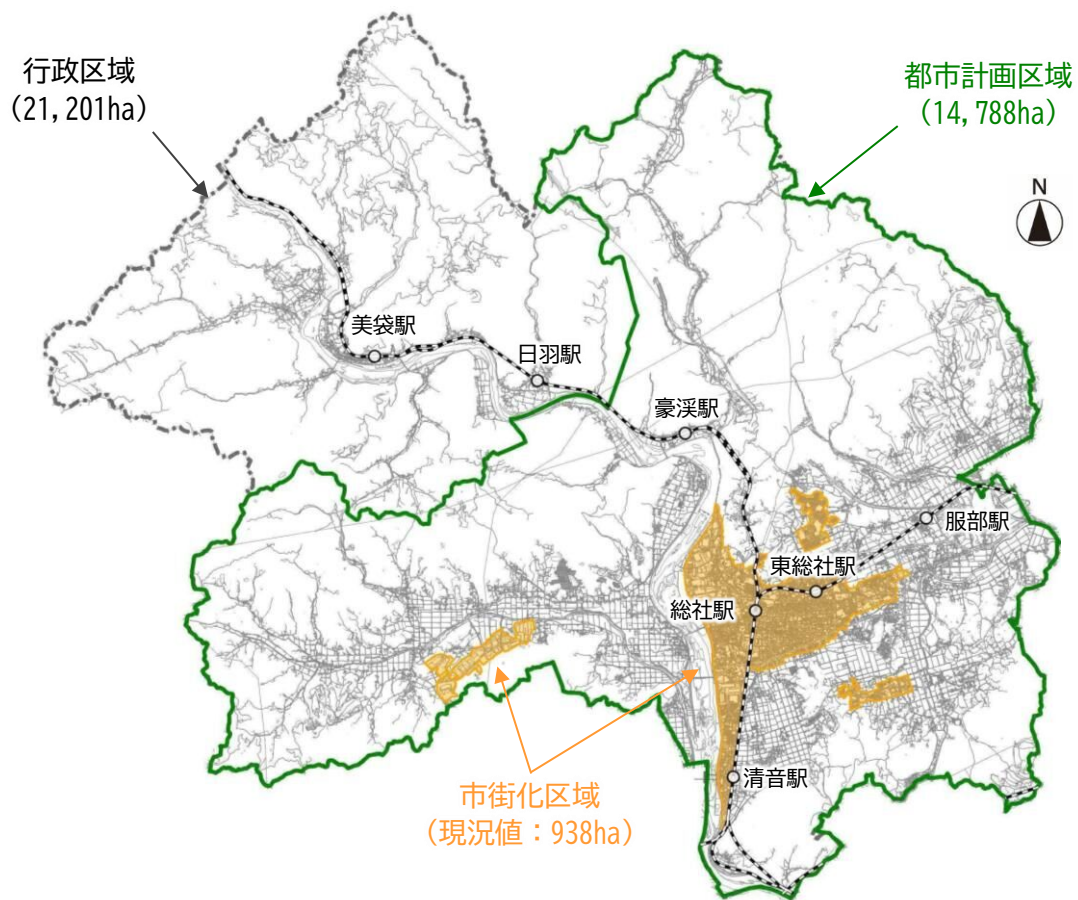 行政区域
(21,201ha)
都市計画区域
(14,788ha)
N
美袋駅
日羽駅
豪渓駅
服部駅
東総社駅
総社駅
清音駅
市街化区域
(現況値：938ha)